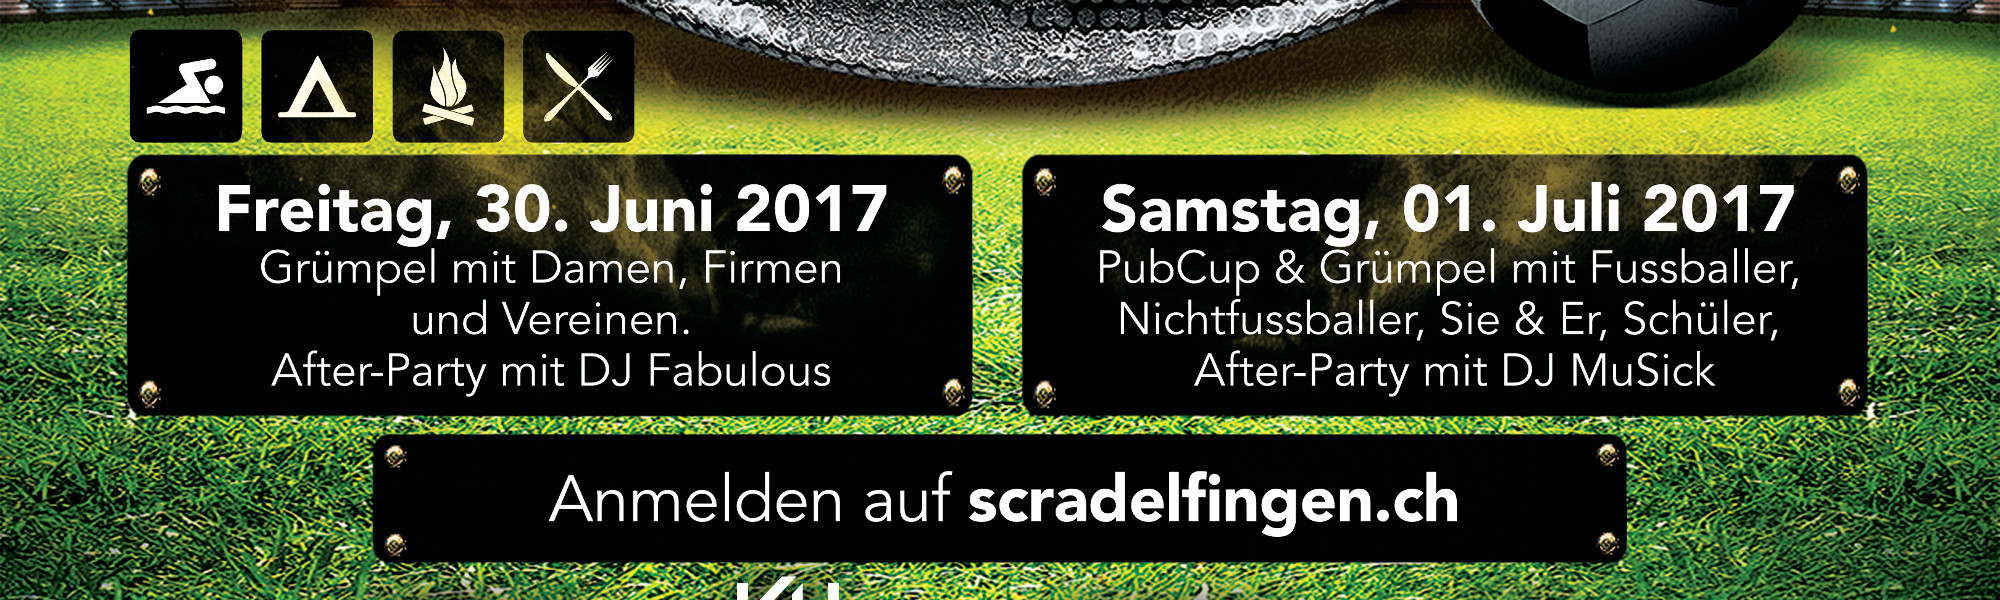 Freitag, 30. Juni 2017
Grümpel mit Damen, Firmen
und Vereinen.
After-Party mit DJ Fabulous
Samstag, 01. Juli 2017
PubCup & Grümpel mit Fussballer,
Nichtfussballer, Sie & Er, Schüler,
After-Party mit DJ MuSick
Anmelden auf scradelfingen.ch